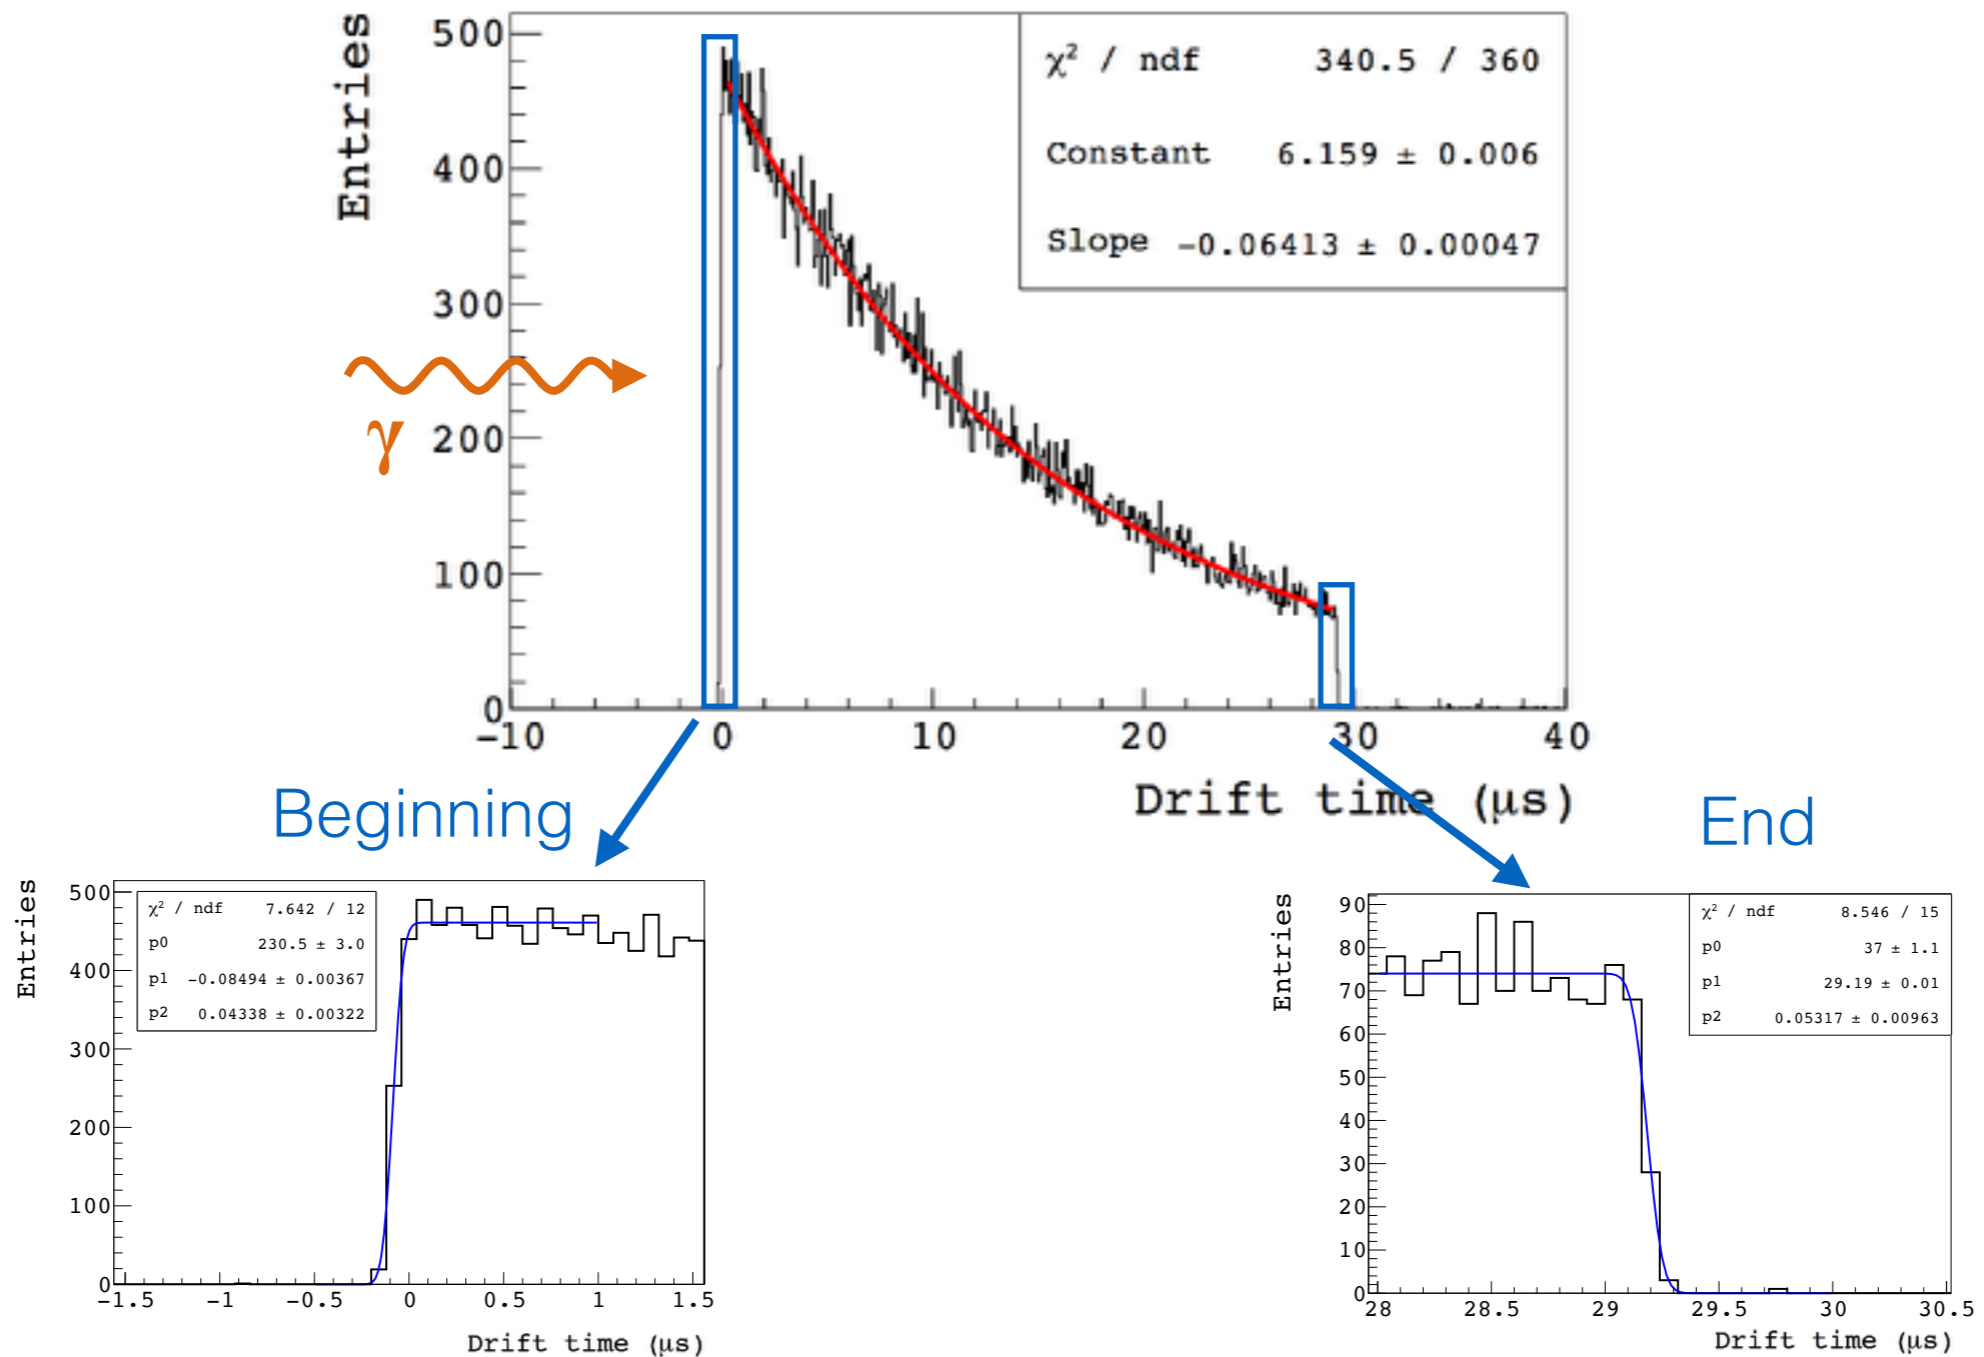 Entries
500
400
300
200
100
0
χ² / ndf 340.5 / 360
Constant 6.159 ± 0.006
Slope -0.06413 ± 0.00047
γ
-10 0 10 20 30 40
Drift time (μs)
Beginning
End
Entries
500
400
300
200
100
0
χ² / ndf 7.642 / 12
p0 230.5 ± 3.0
p1 -0.08494 ± 0.00367
p2 0.04338 ± 0.00322
-1.5 -1 -0.5 0 0.5 1 1.5
Drift time (μs)
Entries
90
80
70
60
50
40
30
20
10
0
χ² / ndf 8.546 / 15
p0 37 ± 1.1
p1 29.19 ± 0.01
p2 0.05317 ± 0.00963
28 28.5 29 29.5 30 30.5
Drift time (μs)